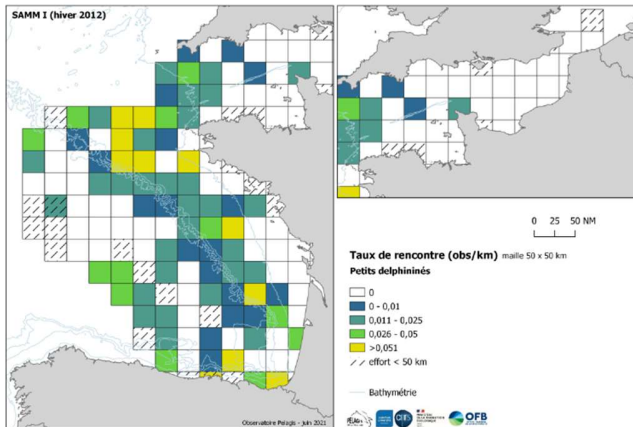 SAMM I (hiver 2012)
0 25 50 NM
Taux de rencontre (obs/km) maille 50 x 50 km
Petits delphininés
0
0 - 0,01
0,011 - 0,025
0,026 - 0,05
>0,051
effort < 50 km
Bathymétrie
Observatoire Pelagis - juin 2021
OFB